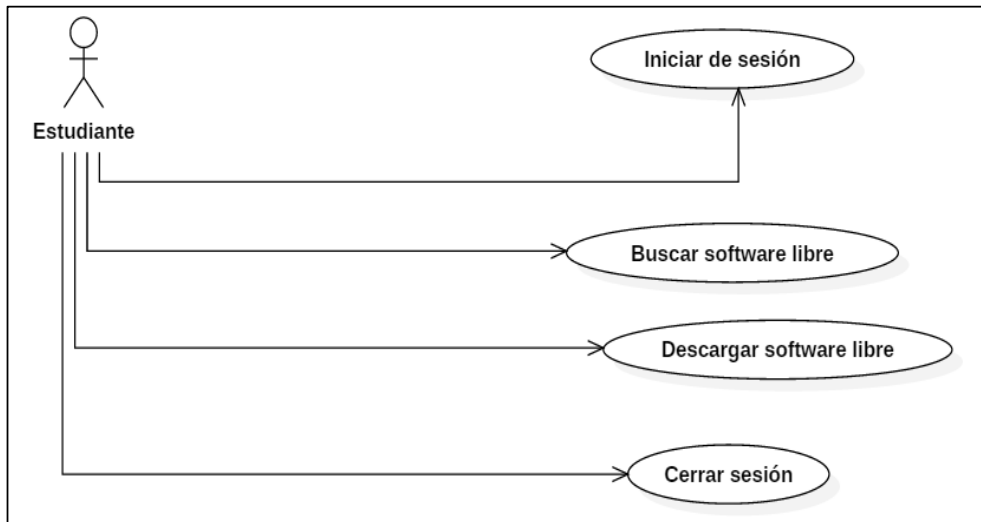 Iniciar de sesión
Estudiante
Buscar software libre
Descargar software libre
Cerrar sesión